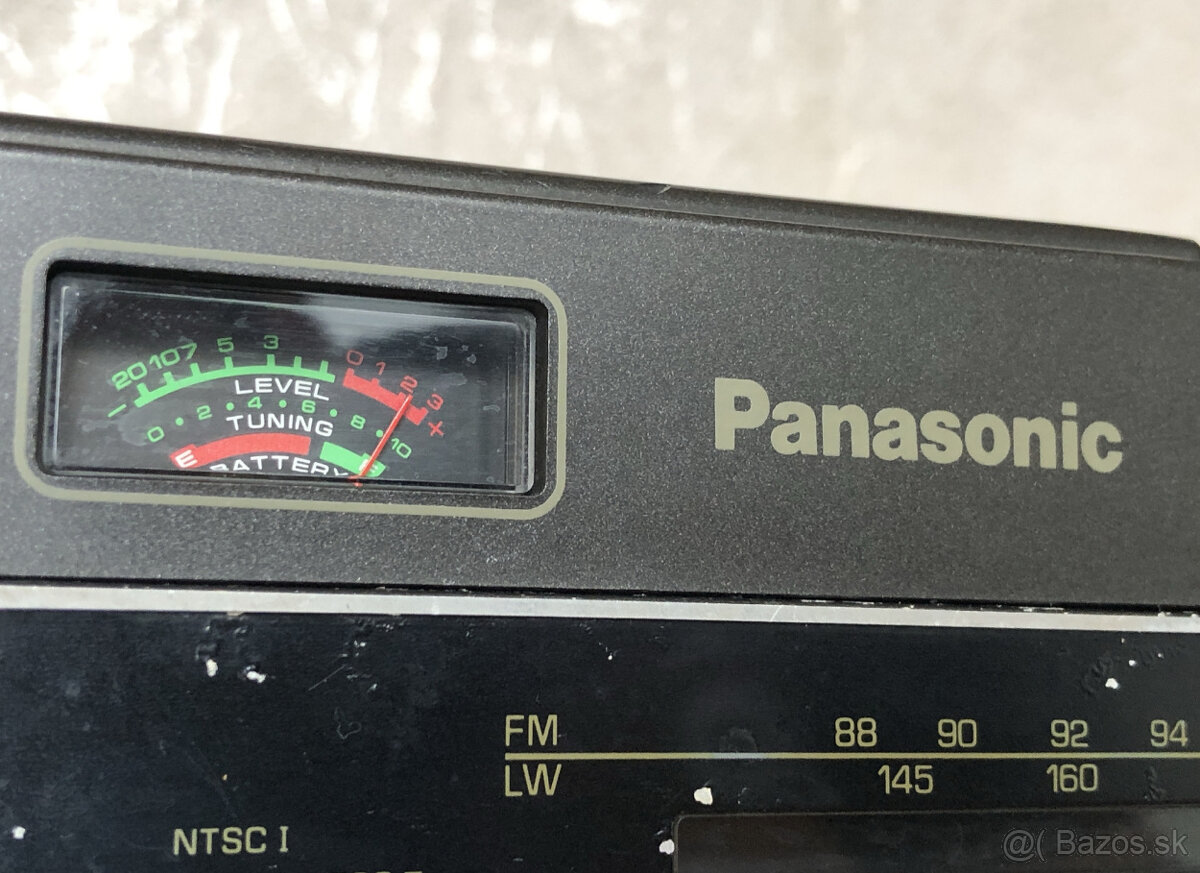 20 10 7 5 3 0 1 2 3
- LEVEL +
0 • 2 • 4 • 6 • 8 • 10
TUNING
E BATTERY
Panasonic
FM 88 90 92 94
LW 145 160
NTSC I
@( Bazos.sk